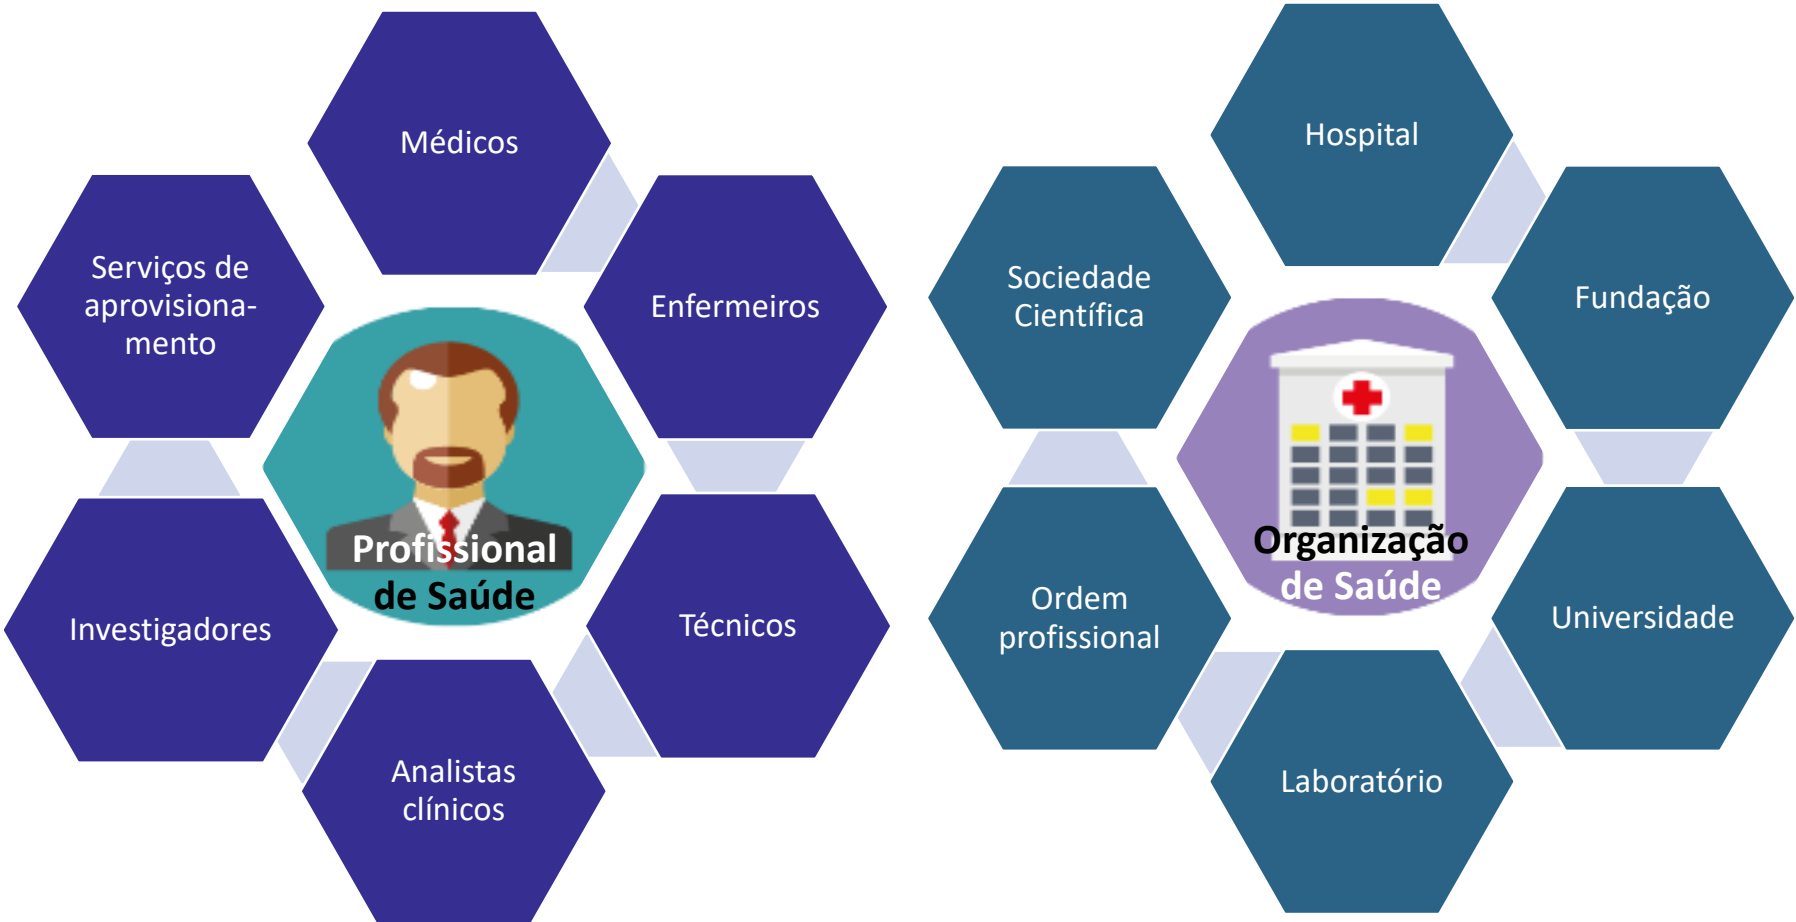 Médicos
Enfermeiros
Técnicos
Analistas
clínicos
Investigadores
Serviços de
aprovisiona-
mento
Profissional
de Saúde
Hospital
Fundação
Universidade
Laboratório
Ordem
profissional
Sociedade
Científica
Organização
de Saúde